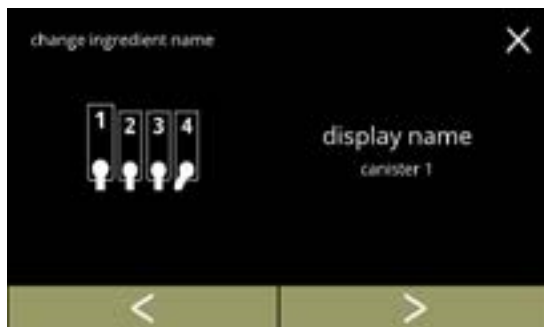 change ingredient name
1 2 3 4
display name
canister 1